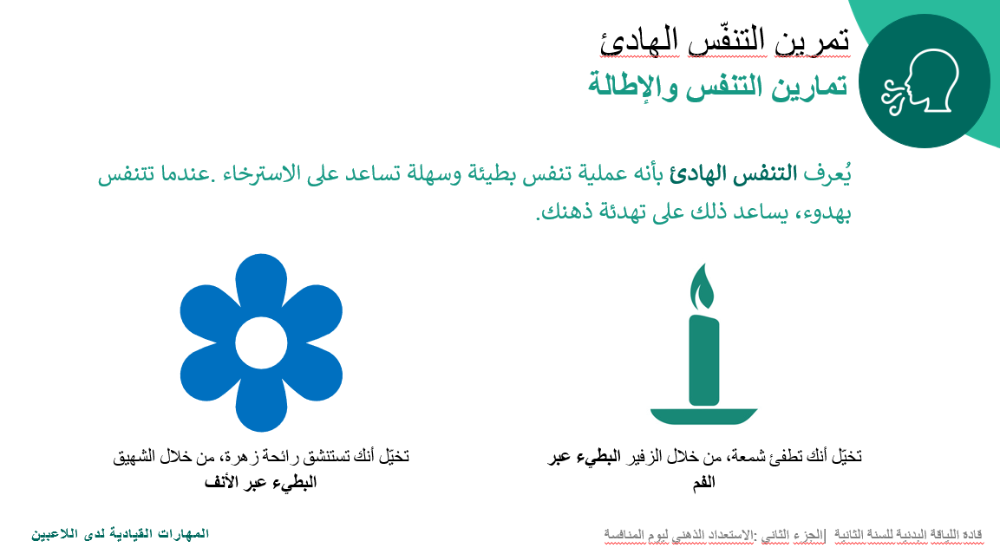 تمرين التنفّس الهادئ
تمارين التنفس والإطالة
يُعرف التنفس الهادئ بأنه عملية تنفس بطيئة وسهلة تساعد على الاسترخاء .عندما تتنفس
بهدوء، يساعد ذلك على تهدئة ذهنك.
تخيّل أنك تطفئ شمعة، من خلال الزفير البطيء عبر
الفم
تخيّل أنك تستنشق رائحة زهرة، من خلال الشهيق
البطيء عبر الأنف
قادة اللياقة البدنية للسنة الثانية |الجزء الثاني :الاستعداد الذهني ليوم المنافسة
المهارات القيادية لدى اللاعبين